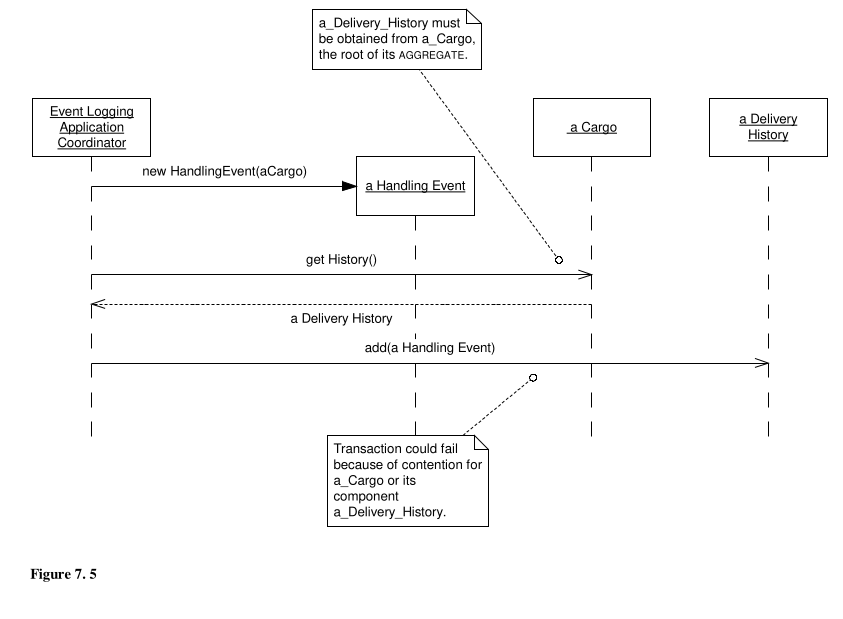 a_Delivery_History must
be obtained from a_Cargo,
the root of its AGGREGATE.
Event Logging
Application
Coordinator
a Cargo
a Delivery
History
new HandlingEvent(aCargo)
a Handling Event
get History()
a Delivery History
add(a Handling Event)
Transaction could fail
because of contention for
a_Cargo or its
component
a_Delivery_History.
Figure 7. 5